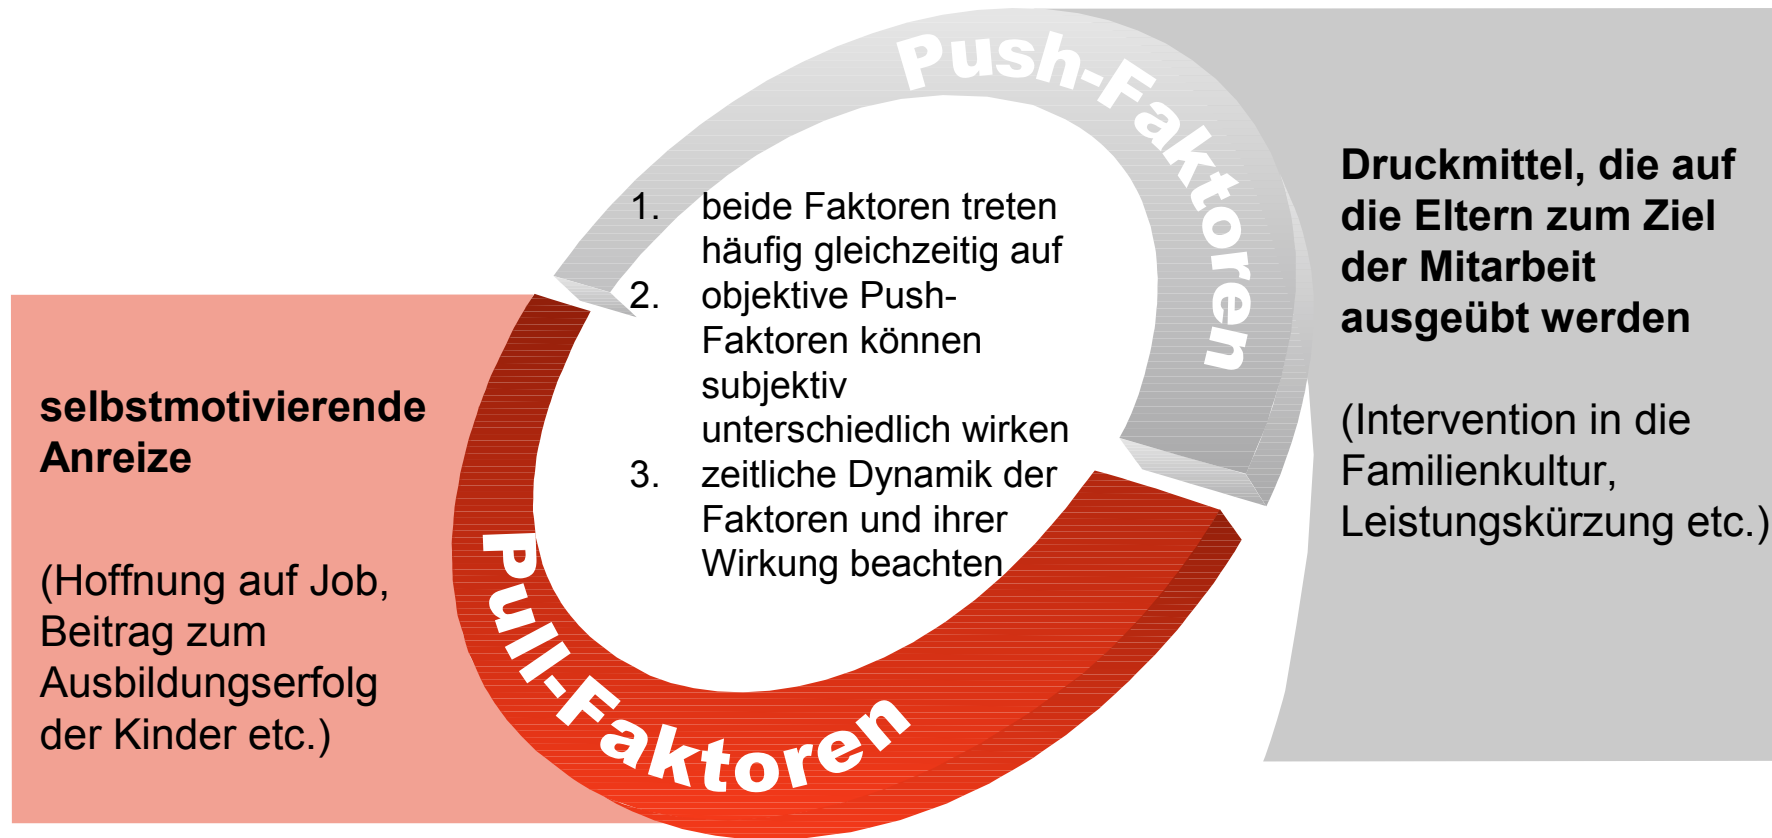 Push-Faktoren
Druckmittel, die auf
die Eltern zum Ziel
der Mitarbeit
ausgeübt werden
(Intervention in die
Familienkultur,
Leistungskürzung etc.)
1. beide Faktoren treten
häufig gleichzeitig auf
2. objektive Push-
Faktoren können
subjektiv
unterschiedlich wirken
3. zeitliche Dynamik der
Faktoren und ihrer
Wirkung beachten
selbstmotivierende
Anreize
(Hoffnung auf Job,
Beitrag zum
Ausbildungserfolg
der Kinder etc.)
Pull-Faktoren